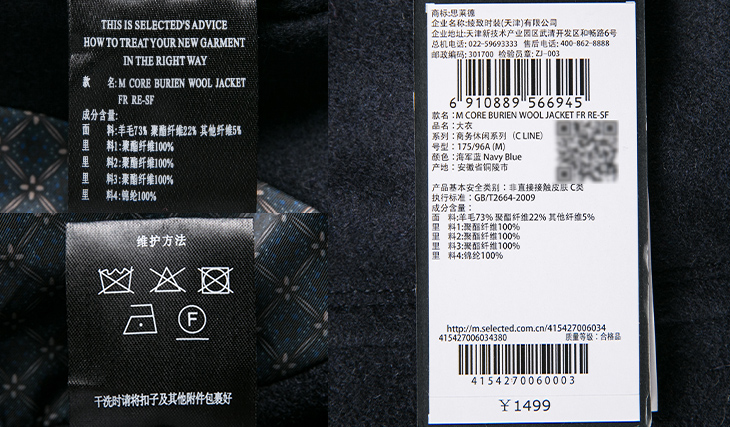 THIS IS SELECTED'S ADVICE
HOW TO TREAT YOUR NEW GARMENT
IN THE RIGHT WAY
款 名: M CORE BURIEN WOOL JACKET
FR RE-SF
成分含量:
面 料:羊毛73% 聚酯纤维22% 其他纤维5%
里 料1:聚酯纤维100%
里 料2:聚酯纤维100%
里 料3:聚酯纤维100%
里 料4:锦纶100%
维护方法
F
干洗时请将扣子及其他附件包裹好
商标: 思莱德
企业名称:绫致时装(天津)有限公司
企业地址:天津新技术产业园区武清开发区和畅路6号
总机电话: 022-59693333 售后电话: 400-862-8888
邮政编码: 301700 检验员章: ZJ-003
6 910889 566945
款名: M CORE BURIEN WOOL JACKET FR RE-SF
品名: 大衣
系列: 商务休闲系列 (C LINE)
号型: 175/96A (M)
颜色: 海军蓝 Navy Blue
产地: 安徽省铜陵市
产品基本安全类别: 非直接接触皮肤 C类
执行标准: GB/T2664-2009
成分含量:
面 料:羊毛73% 聚酯纤维22% 其他纤维5%
里 料1:聚酯纤维100%
里 料2:聚酯纤维100%
里 料3:聚酯纤维100%
里 料4:锦纶100%
http://m.selected.com.cn/415427006034
415427006034380 质量等级: 合格品
4154270060003
¥1499